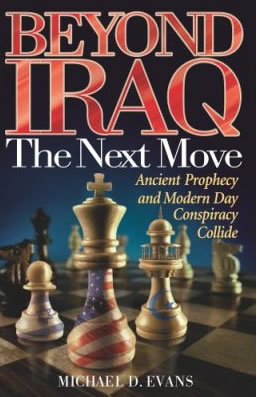 BEYOND
IRAQ
The Next Move
Ancient Prophecy
and Modern Day
Conspiracy
Collide
MICHAEL D. EVANS